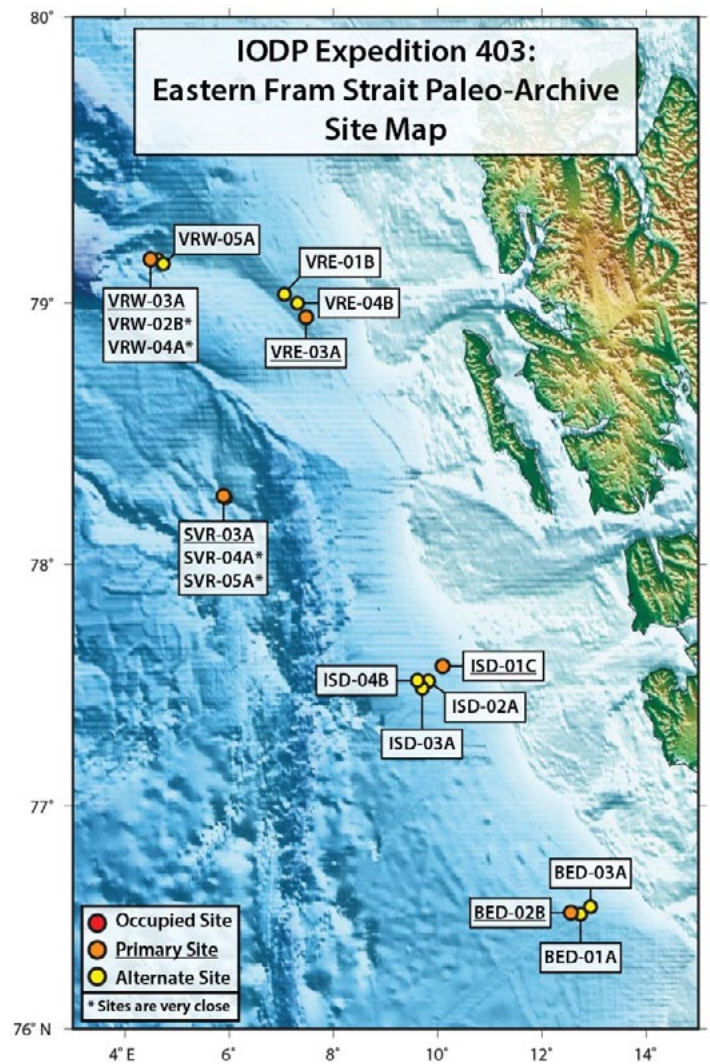 IODP Expedition 403:
Eastern Fram Strait Paleo-Archive
Site Map
80°
79°
78°
77°
76° N
4° E
6°
8°
10°
12°
14°
VRW-05A
VRW-03A
VRW-02B*
VRW-04A*
VRE-01B
VRE-04B
VRE-03A
SVR-03A
SVR-04A*
SVR-05A*
ISD-04B
ISD-01C
ISD-02A
ISD-03A
BED-03A
BED-02B
BED-01A
Occupied Site
Primary Site
Alternate Site
* Sites are very close